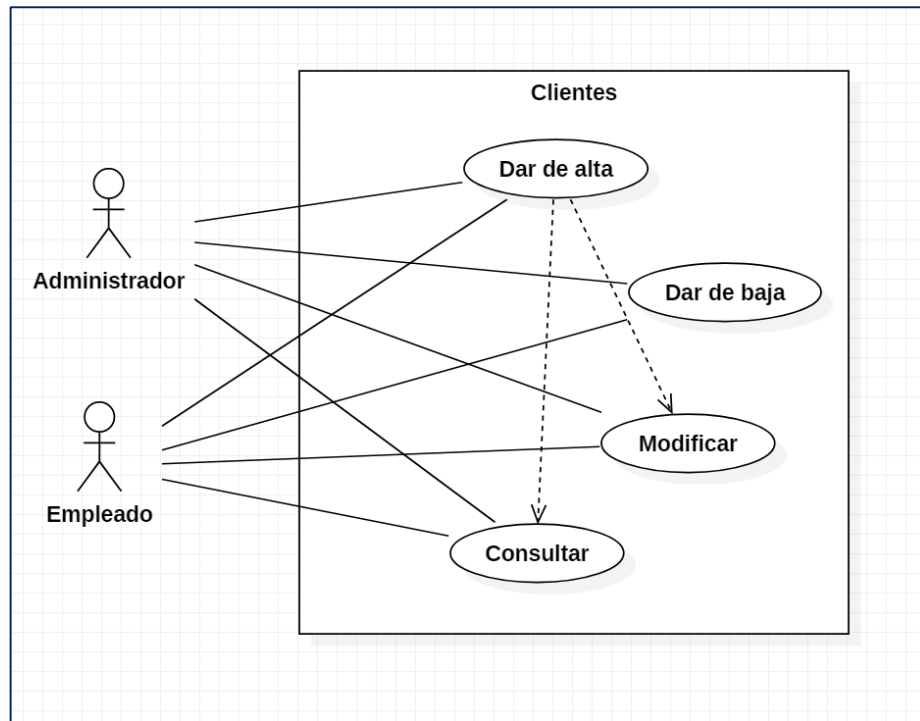 Clientes
Dar de alta
Dar de baja
Administrador
Modificar
Empleado
Consultar